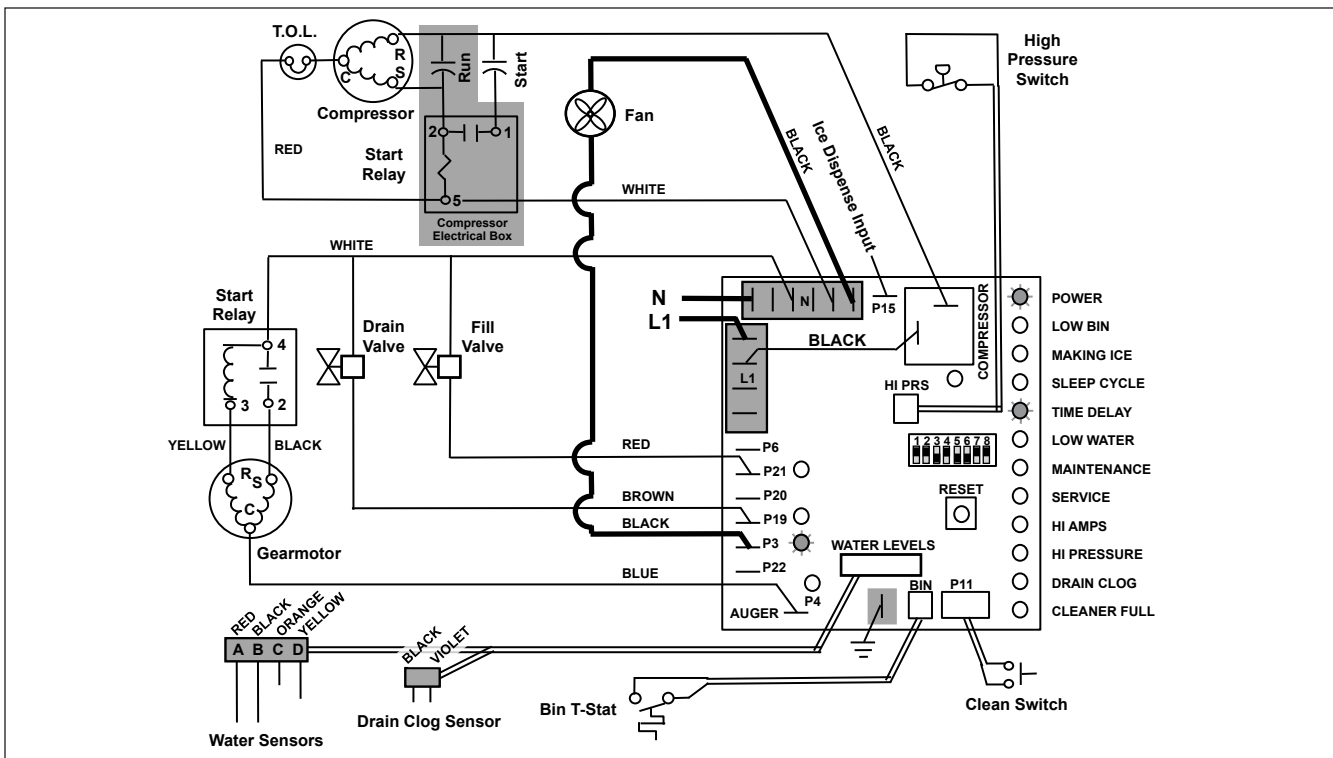 T.O.L.
Compressor
R
S
C
Run
Start
RED
Start
Relay
2
1
5
Compressor
Electrical Box
Fan
BLACK
Ice Dispense Input
BLACK
High
Pressure
Switch
WHITE
WHITE
Start
Relay
4
3
2
YELLOW
BLACK
R
S
C
Gearmotor
Drain
Valve
Fill
Valve
N
L1
N
P15
BLACK
L1
COMPRESSOR
HI PRS
1 2 3 4 5 6 7 8
RESET
RED
BROWN
BLACK
BLUE
P6
P21
P20
P19
P3
P22
P4
AUGER
WATER LEVELS
BIN
P11
POWER
LOW BIN
MAKING ICE
SLEEP CYCLE
TIME DELAY
LOW WATER
MAINTENANCE
SERVICE
HI AMPS
HI PRESSURE
DRAIN CLOG
CLEANER FULL
RED
BLACK
ORANGE
YELLOW
A B C D
Water Sensors
BLACK
VIOLET
Drain Clog Sensor
Bin T-Stat
Clean Switch